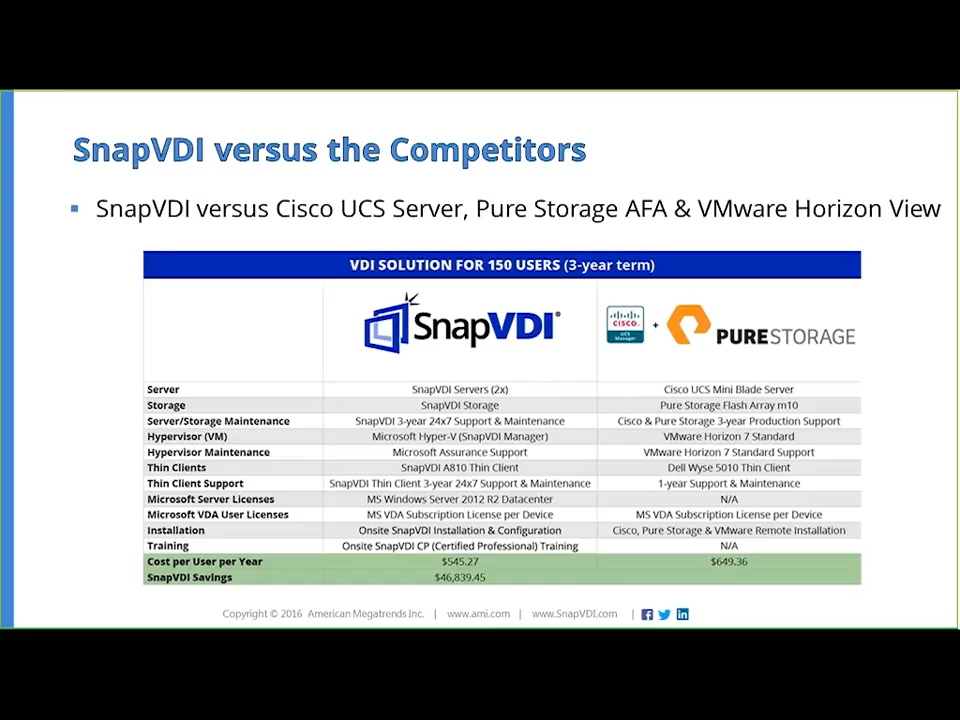 SnapVDI versus the Competitors
▪ SnapVDI versus Cisco UCS Server, Pure Storage AFA & VMware Horizon View
VDI SOLUTION FOR 150 USERS (3-year term)
SnapVDI® CISCO UCS Manager + PURESTORAGE
Server SnapVDI Servers (2x) Cisco UCS Mini Blade Server
Storage SnapVDI Storage Pure Storage Flash Array m10
Server/Storage Maintenance SnapVDI 3-year 24x7 Support & Maintenance Cisco & Pure Storage 3-year Production Support
Hypervisor (VM) Microsoft Hyper-V (SnapVDI Manager) VMware Horizon 7 Standard
Hypervisor Maintenance Microsoft Assurance Support VMware Horizon 7 Standard Support
Thin Clients SnapVDI A810 Thin Client Dell Wyse 5010 Thin Client
Thin Client Support SnapVDI Thin Client 3-year 24x7 Support & Maintenance 1-year Support & Maintenance
Microsoft Server Licenses MS Windows Server 2012 R2 Datacenter N/A
Microsoft VDA User Licenses MS VDA Subscription License per Device MS VDA Subscription License per Device
Installation Onsite SnapVDI Installation & Configuration Cisco, Pure Storage & VMware Remote Installation
Training Onsite SnapVDI CP (Certified Professional) Training N/A
Cost per User per Year $545.27 $649.36
SnapVDI Savings $46,839.45
Copyright © 2016 American Megatrends Inc. | www.ami.com | www.SnapVDI.com |